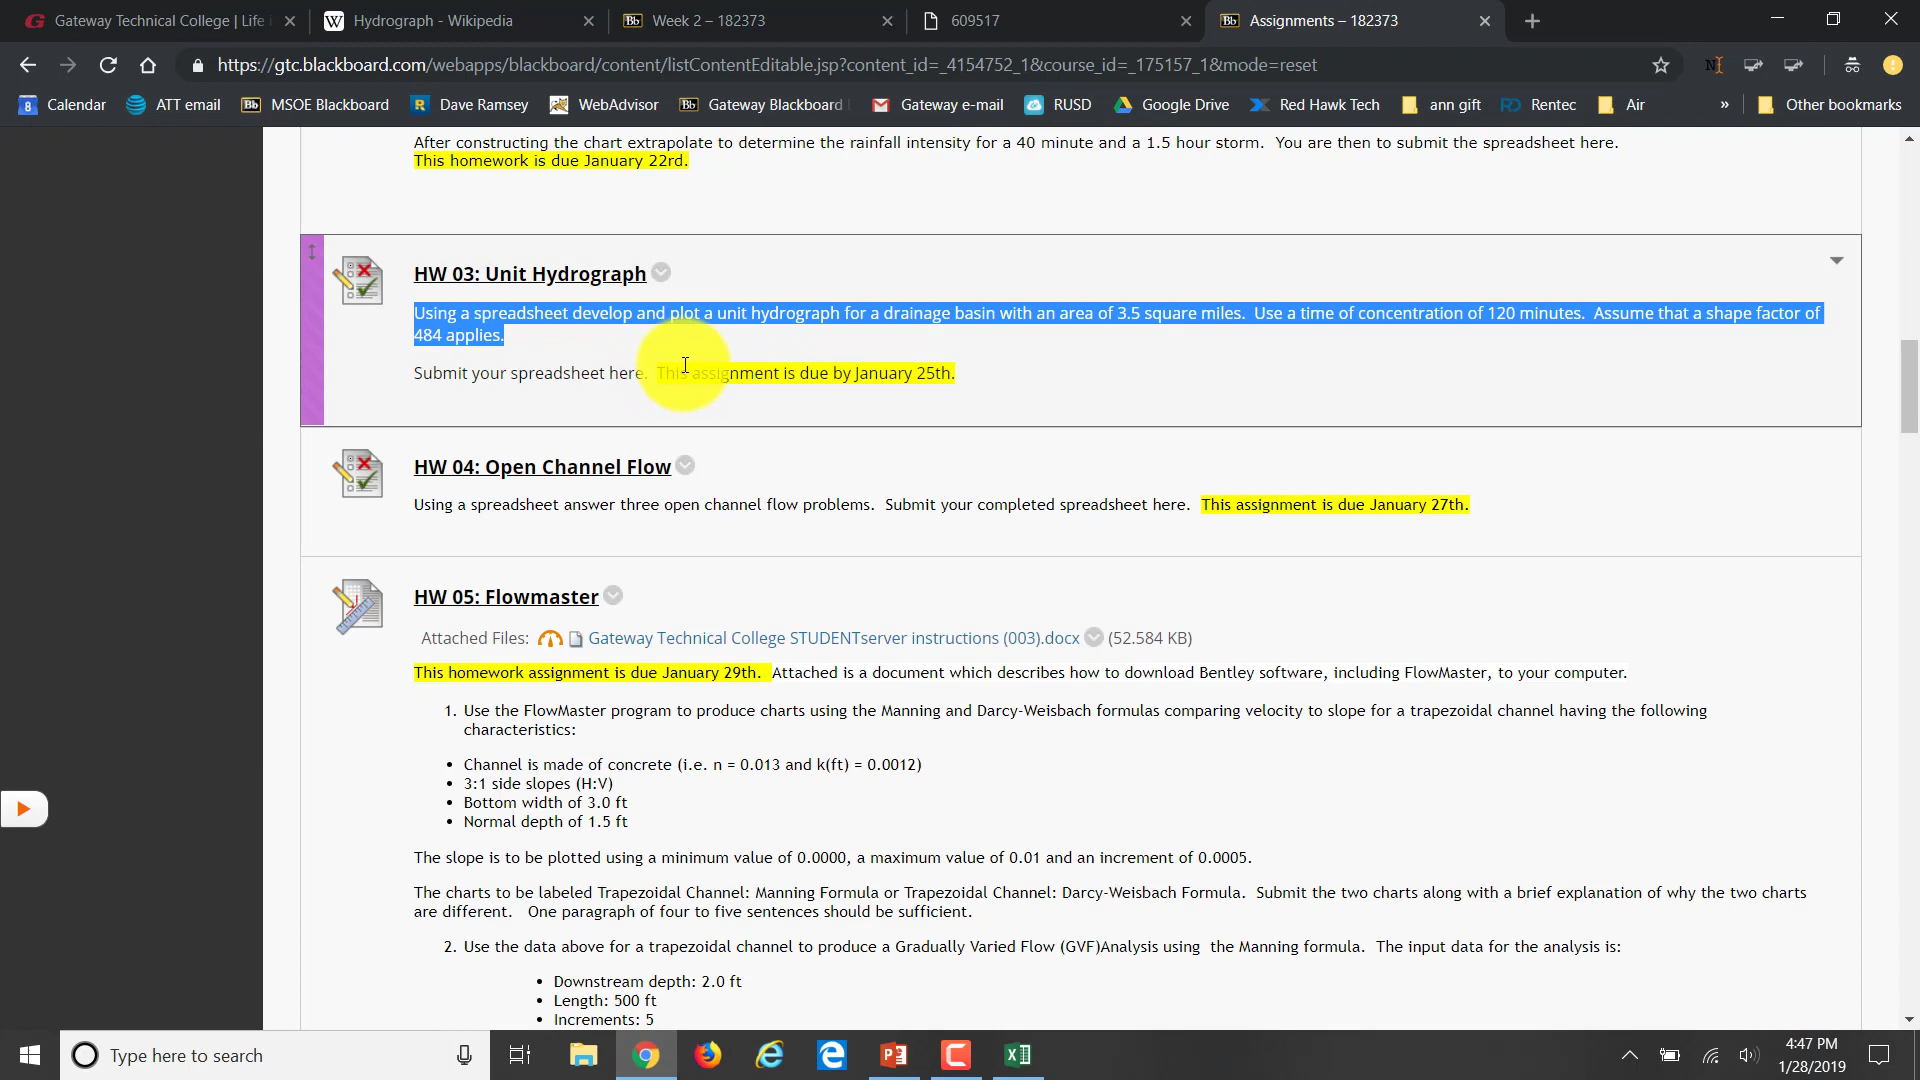 Gateway Technical College | Life i
Hydrograph - Wikipedia
Week 2 – 182373
609517
Assignments – 182373
https://gtc.blackboard.com/webapps/blackboard/content/listContentEditable.jsp?content_id=_4154752_1&course_id=_175157_1&mode=reset
8 Calendar
ATT email
Bb MSOE Blackboard
R Dave Ramsey
WebAdvisor
Bb Gateway Blackboard
Gateway e-mail
RUSD
Google Drive
Red Hawk Tech
ann gift
RD Rentec
Air
»
Other bookmarks
After constructing the chart extrapolate to determine the rainfall intensity for a 40 minute and a 1.5 hour storm. You are then to submit the spreadsheet here.
This homework is due January 22rd.
HW 03: Unit Hydrograph
Using a spreadsheet develop and plot a unit hydrograph for a drainage basin with an area of 3.5 square miles. Use a time of concentration of 120 minutes. Assume that a shape factor of
484 applies.
Submit your spreadsheet here. This assignment is due by January 25th.
HW 04: Open Channel Flow
Using a spreadsheet answer three open channel flow problems. Submit your completed spreadsheet here. This assignment is due January 27th.
HW 05: Flowmaster
Attached Files: Gateway Technical College STUDENTserver instructions (003).docx (52.584 KB)
This homework assignment is due January 29th. Attached is a document which describes how to download Bentley software, including FlowMaster, to your computer.
1. Use the FlowMaster program to produce charts using the Manning and Darcy-Weisbach formulas comparing velocity to slope for a trapezoidal channel having the following
characteristics:
• Channel is made of concrete (i.e. n = 0.013 and k(ft) = 0.0012)
• 3:1 side slopes (H:V)
• Bottom width of 3.0 ft
• Normal depth of 1.5 ft
The slope is to be plotted using a minimum value of 0.0000, a maximum value of 0.01 and an increment of 0.0005.
The charts to be labeled Trapezoidal Channel: Manning Formula or Trapezoidal Channel: Darcy-Weisbach Formula. Submit the two charts along with a brief explanation of why the two charts
are different. One paragraph of four to five sentences should be sufficient.
2. Use the data above for a trapezoidal channel to produce a Gradually Varied Flow (GVF)Analysis using the Manning formula. The input data for the analysis is:
• Downstream depth: 2.0 ft
• Length: 500 ft
• Increments: 5
Type here to search
4:47 PM
1/28/2019